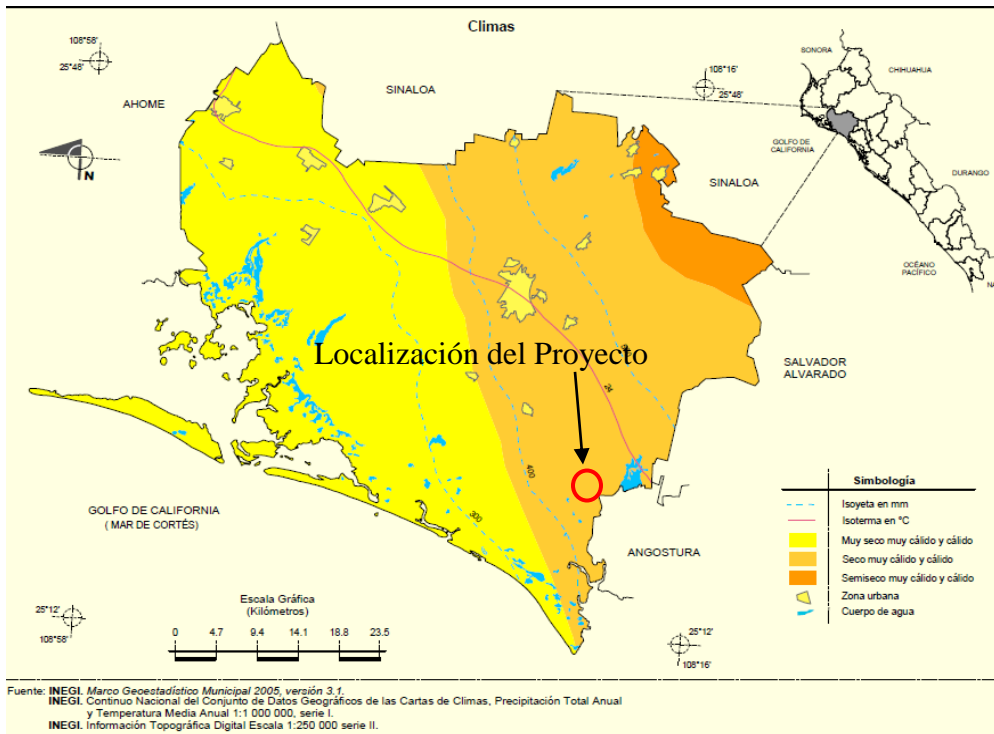 Climas
108°58'
25°48'
108°16'
25°48'
SONORA
CHIHUAHUA
AHOME
SINALOA
GOLFO DE
CALIFORNIA
DURANGO
SINALOA
N
OCÉANO
PACÍFICO
NA
Localización del Proyecto
SALVADOR
ALVARADO
24
400
300
GOLFO DE CALIFORNIA
( MAR DE CORTÉS)
ANGOSTURA
Simbología
Isoyeta en mm
Isoterma en °C
Muy seco muy cálido y cálido
Seco muy cálido y cálido
Semiseco muy cálido y cálido
Zona urbana
Cuerpo de agua
25°12'
108°58'
Escala Gráfica
(Kilómetros)
0 4.7 9.4 14.1 18.8 23.5
25°12'
108°16'
Fuente: INEGI. Marco Geoestadístico Municipal 2005, versión 3.1.
INEGI. Continuo Nacional del Conjunto de Datos Geográficos de las Cartas de Climas, Precipitación Total Anual
y Temperatura Media Anual 1:1 000 000, serie I.
INEGI. Información Topográfica Digital Escala 1:250 000 serie II.